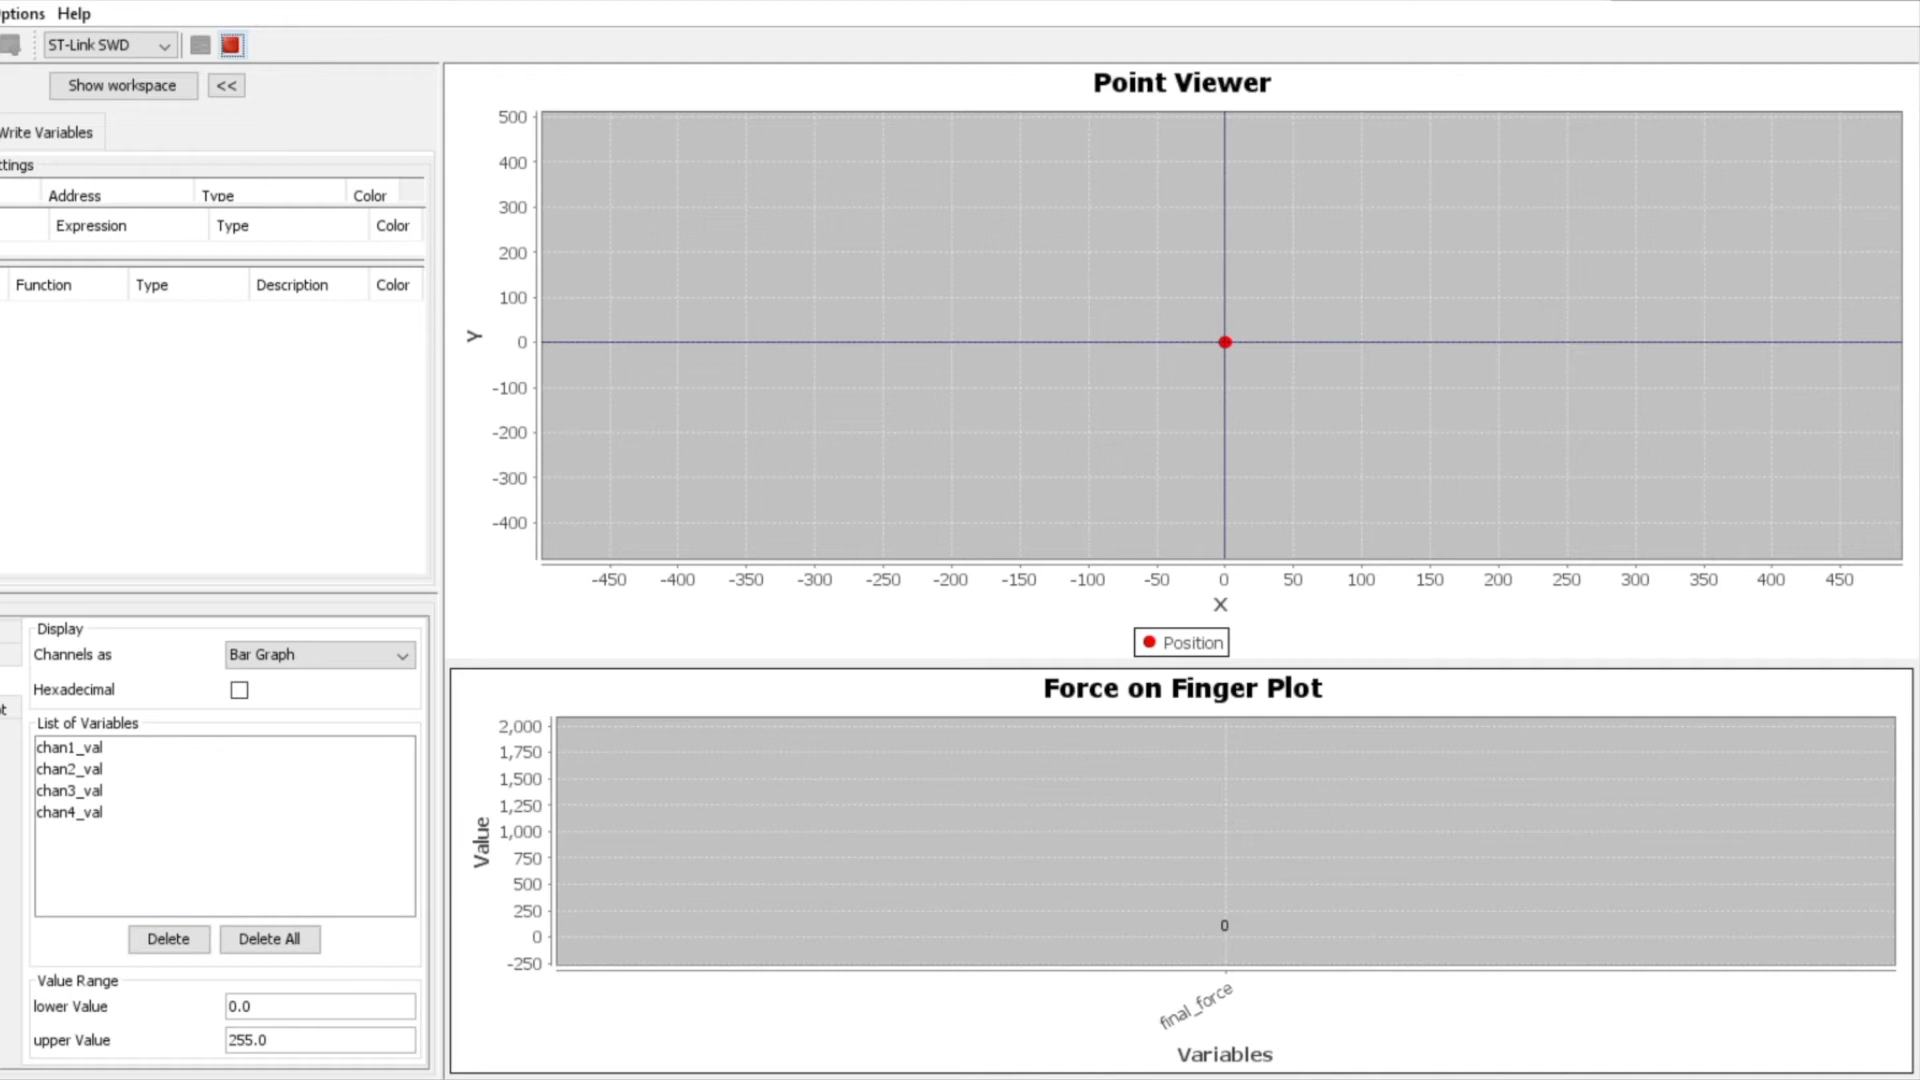 ptions Help
ST-Link SWD
Show workspace <<
Write Variables
ttings
Address Type Color
Expression Type Color
Function Type Description Color
Display
Channels as Bar Graph
Hexadecimal
ot
List of Variables
chan1_val
chan2_val
chan3_val
chan4_val
Delete Delete All
Value Range
lower Value 0.0
upper Value 255.0
Point Viewer
500
400
300
200
100
0
-100
-200
-300
-400
Y
-450 -400 -350 -300 -250 -200 -150 -100 -50 0 50 100 150 200 250 300 350 400 450
X
Position
Force on Finger Plot
2,000
1,750
1,500
1,250
1,000
750
500
250
0
-250
Value
0
final_force
Variables